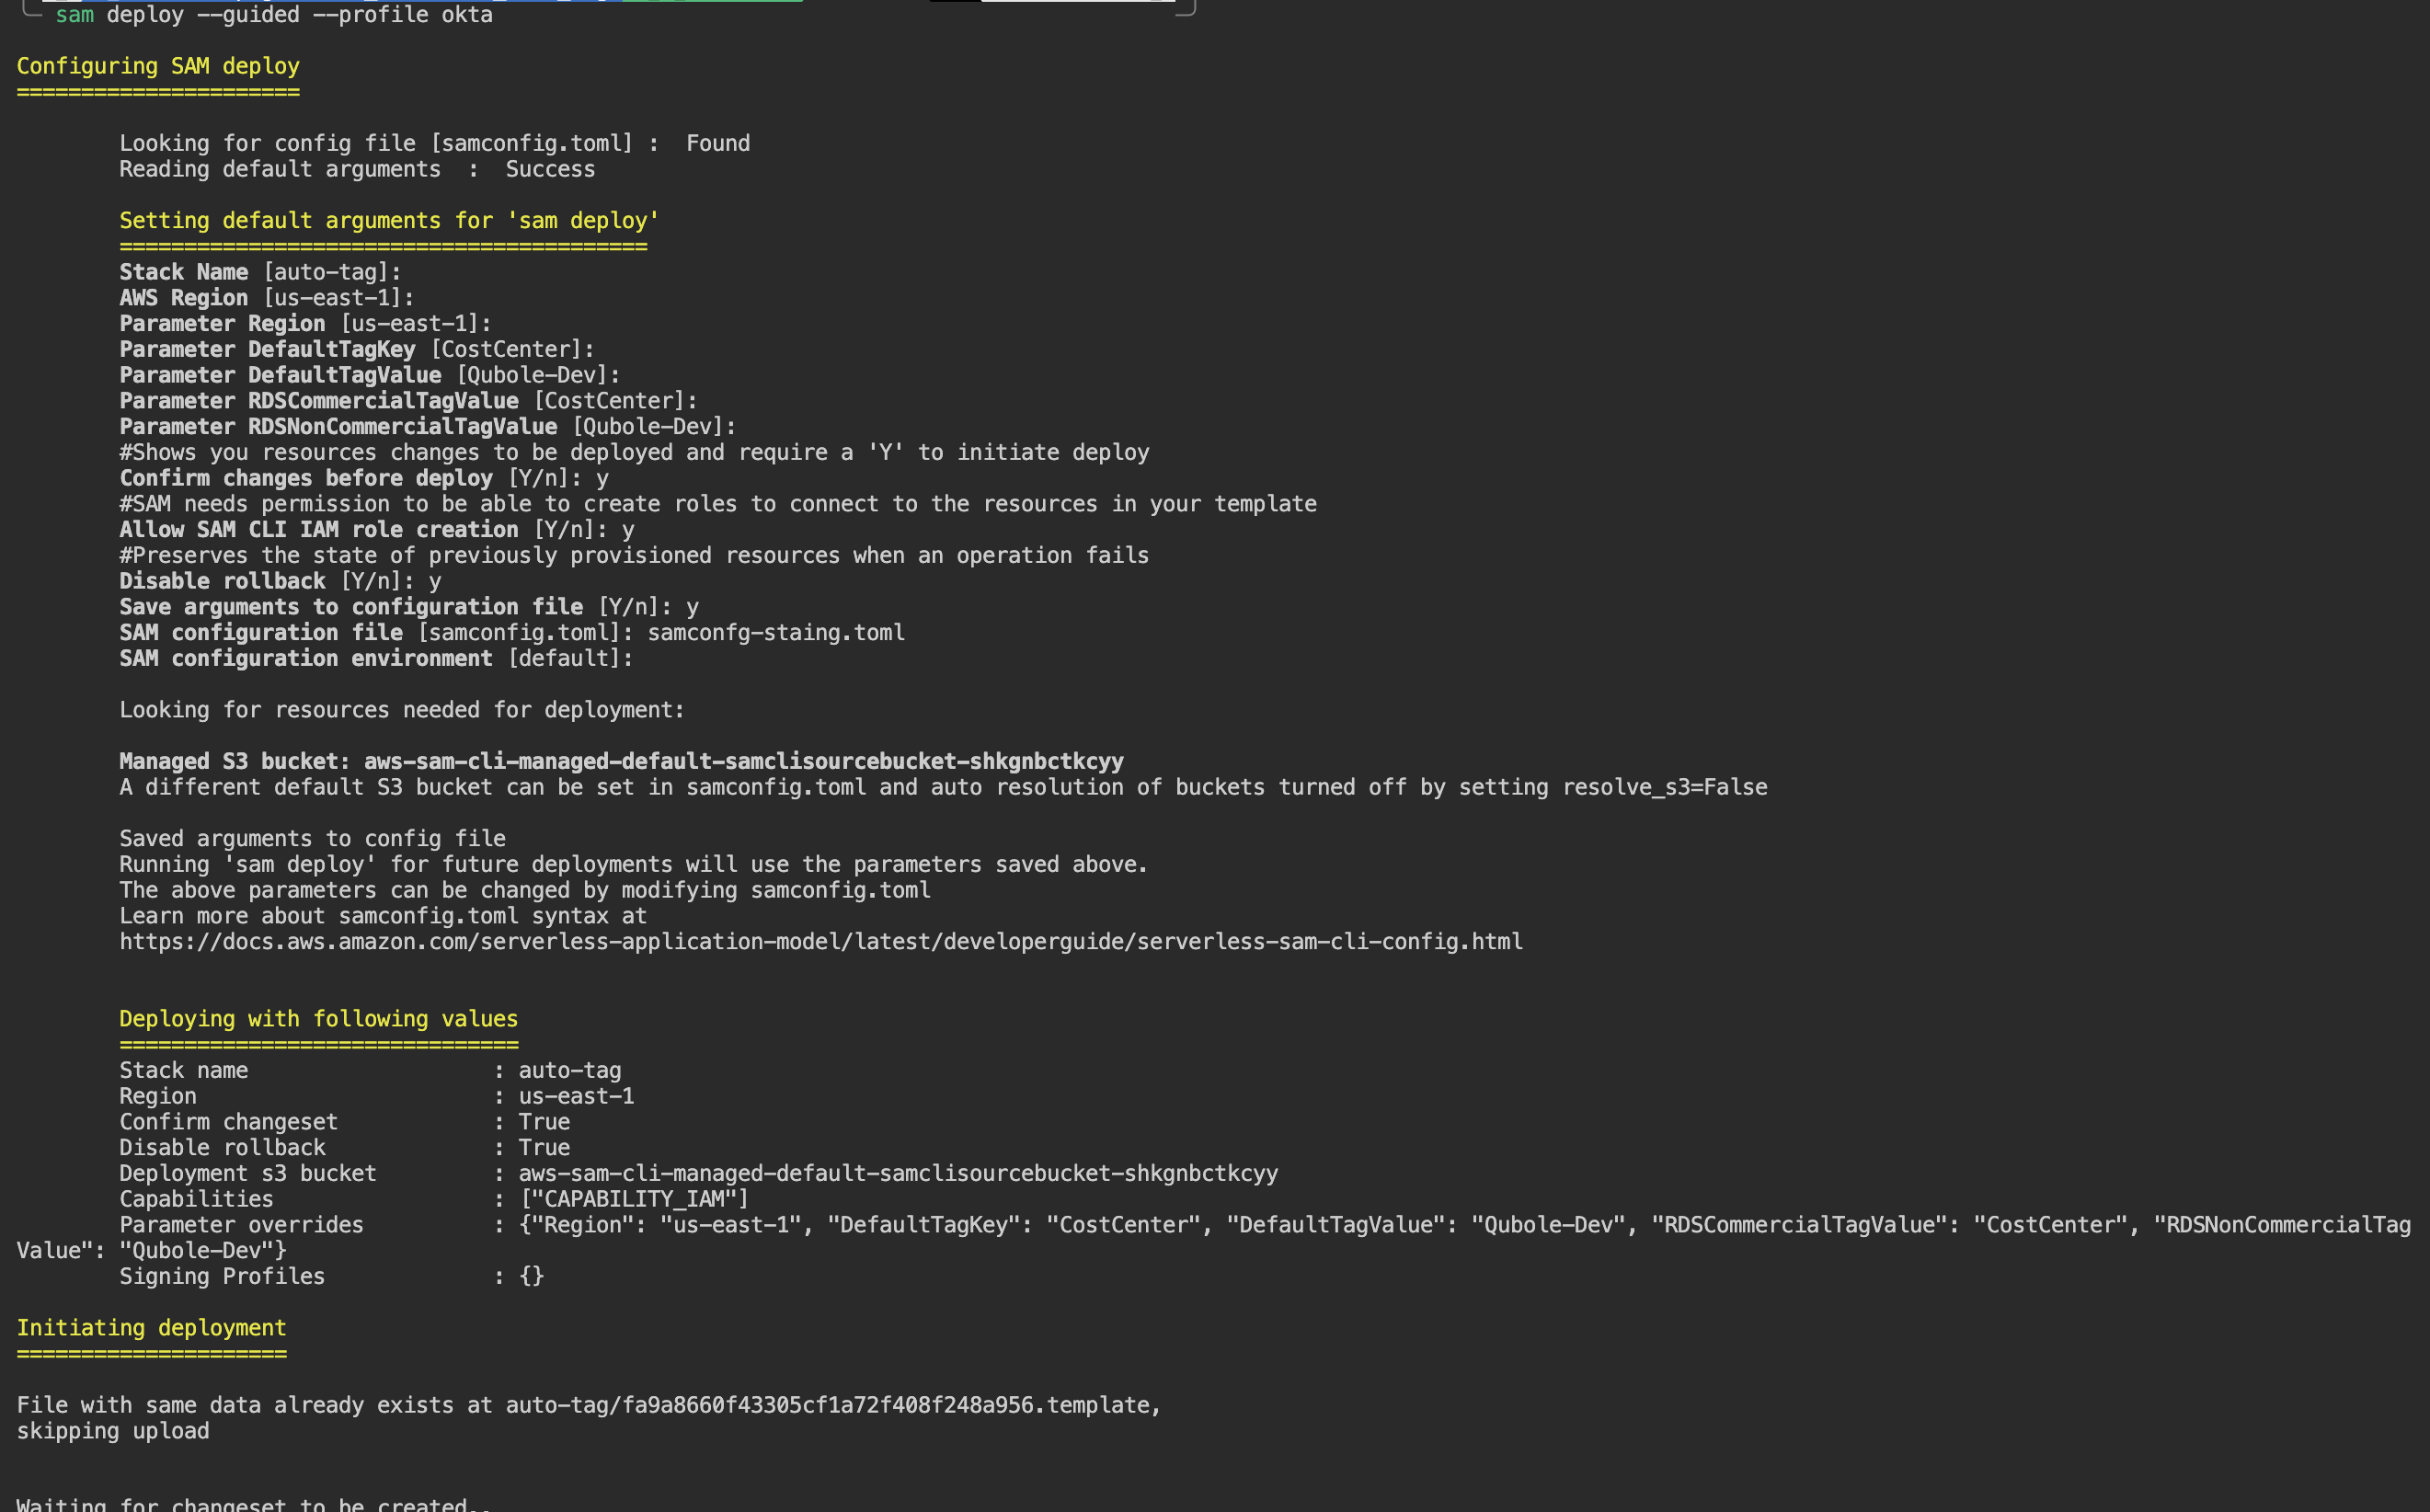 sam deploy --guided --profile okta
Configuring SAM deploy
======================
Looking for config file [samconfig.toml] :  Found
Reading default arguments  :  Success
Setting default arguments for 'sam deploy'
=========================================
Stack Name [auto-tag]:
AWS Region [us-east-1]:
Parameter Region [us-east-1]:
Parameter DefaultTagKey [CostCenter]:
Parameter DefaultTagValue [Qubole-Dev]:
Parameter RDSCommercialTagValue [CostCenter]:
Parameter RDSNonCommercialTagValue [Qubole-Dev]:
#Shows you resources changes to be deployed and require a 'Y' to initiate deploy
Confirm changes before deploy [Y/n]: y
#SAM needs permission to be able to create roles to connect to the resources in your template
Allow SAM CLI IAM role creation [Y/n]: y
#Preserves the state of previously provisioned resources when an operation fails
Disable rollback [Y/n]: y
Save arguments to configuration file [Y/n]: y
SAM configuration file [samconfig.toml]: samconfg-staing.toml
SAM configuration environment [default]:
Looking for resources needed for deployment:
Managed S3 bucket: aws-sam-cli-managed-default-samclisourcebucket-shkgnbctkcyy
A different default S3 bucket can be set in samconfig.toml and auto resolution of buckets turned off by setting resolve_s3=False
Saved arguments to config file
Running 'sam deploy' for future deployments will use the parameters saved above.
The above parameters can be changed by modifying samconfig.toml
Learn more about samconfig.toml syntax at
https://docs.aws.amazon.com/serverless-application-model/latest/developerguide/serverless-sam-cli-config.html
Deploying with following values
===============================
Stack name                   : auto-tag
Region                       : us-east-1
Confirm changeset            : True
Disable rollback             : True
Deployment s3 bucket         : aws-sam-cli-managed-default-samclisourcebucket-shkgnbctkcyy
Capabilities                 : ["CAPABILITY_IAM"]
Parameter overrides          : {"Region": "us-east-1", "DefaultTagKey": "CostCenter", "DefaultTagValue": "Qubole-Dev", "RDSCommercialTagValue": "CostCenter", "RDSNonCommercialTag
Value": "Qubole-Dev"}
Signing Profiles             : {}
Initiating deployment
=====================
File with same data already exists at auto-tag/fa9a8660f43305cf1a72f408f248a956.template,
skipping upload
Waiting for changeset to be created..